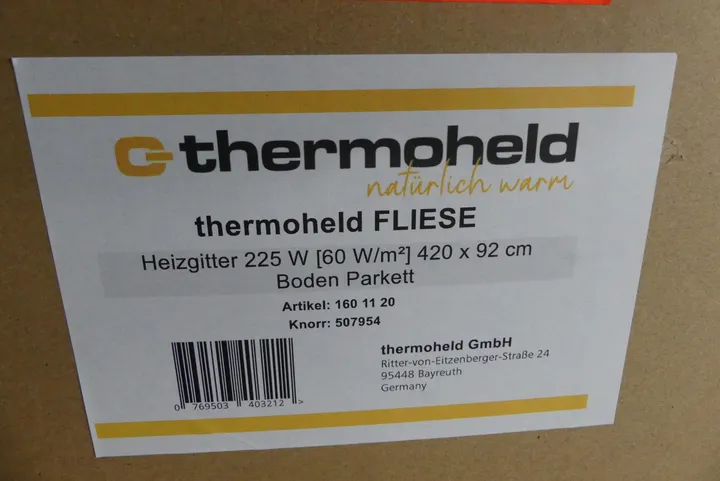 thermoheld
natürlich warm
thermoheld FLIESE
Heizgitter 225 W [60 W/m²] 420 x 92 cm
Boden Parkett
Artikel: 160 11 20
Knorr: 507954
thermoheld GmbH
Ritter-von-Eitzenberger-Straße 24
95448 Bayreuth
Germany
0 769503 403212 >